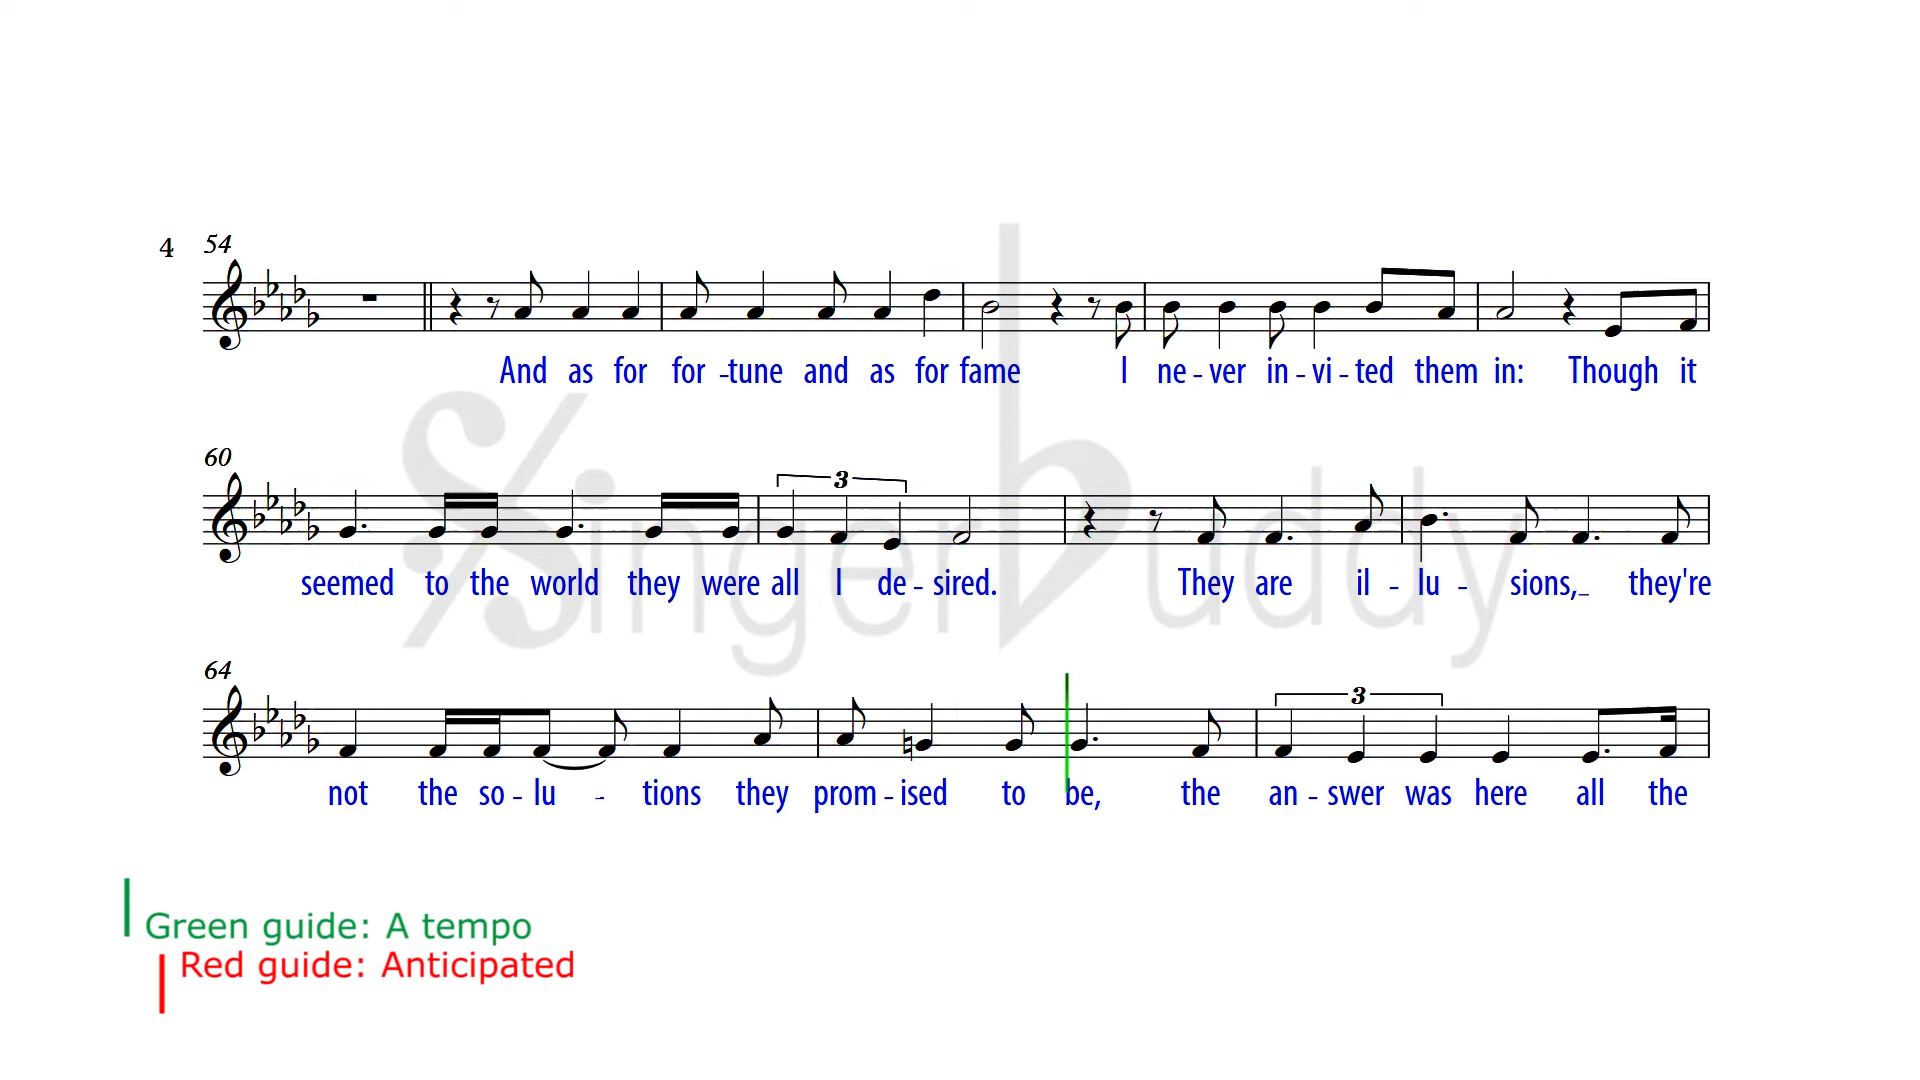 4 54
And as for for - tune and as for fame I ne - ver in - vi - ted them in: Though it
60
3
seemed to the world they were all I de - sired. They are il - lu - sions,_ they're
64
3
not the so - lu - tions they prom - ised to be, the an - swer was here all the
SingerBuddy
Green guide: A tempo
Red guide: Anticipated